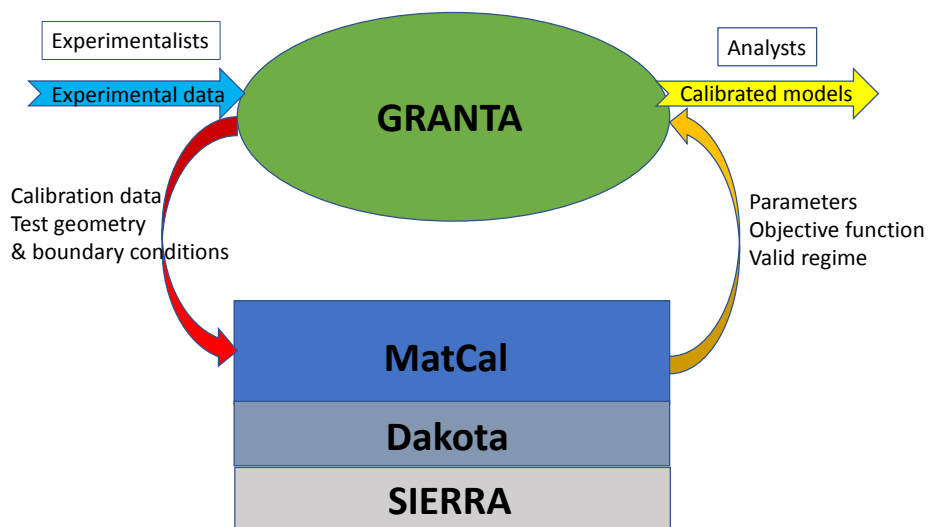 Experimentalists
Analysts
Experimental data
GRANTA
Calibrated models
Calibration data
Test geometry
& boundary conditions
Parameters
Objective function
Valid regime
MatCal
Dakota
SIERRA